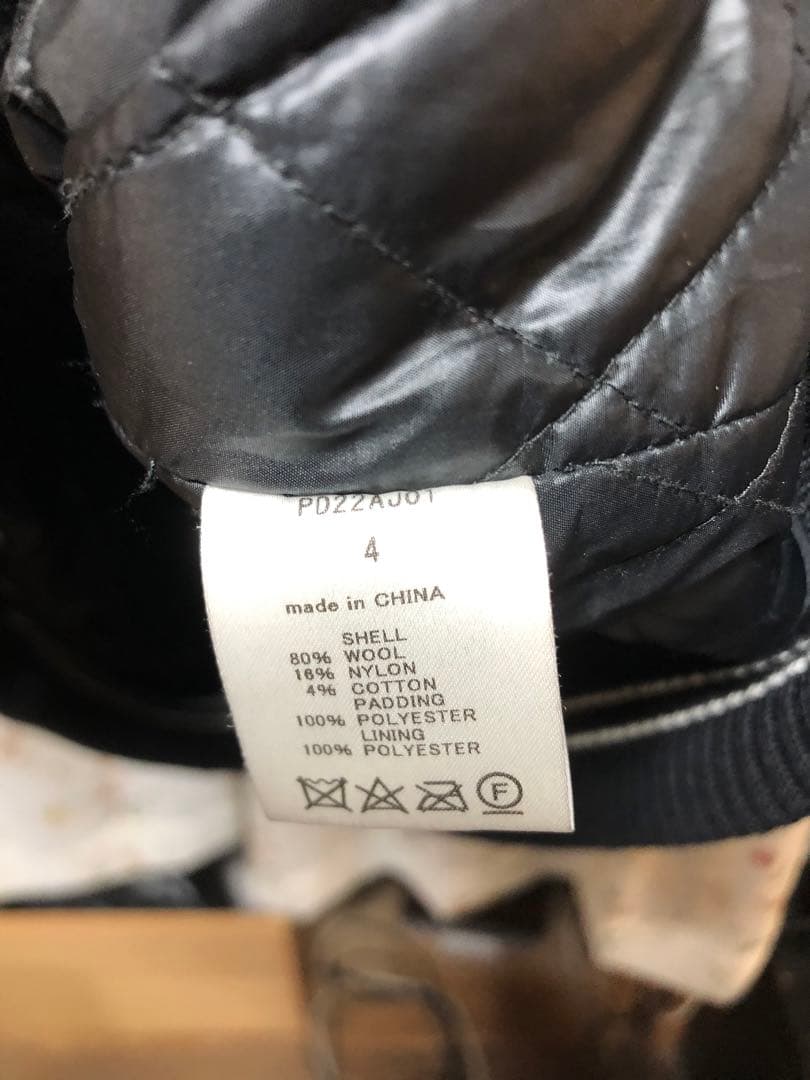 PD22AJ01
4
made in CHINA
SHELL
80% WOOL
16% NYLON
4% COTTON
PADDING
100% POLYESTER
LINING
100% POLYESTER
F